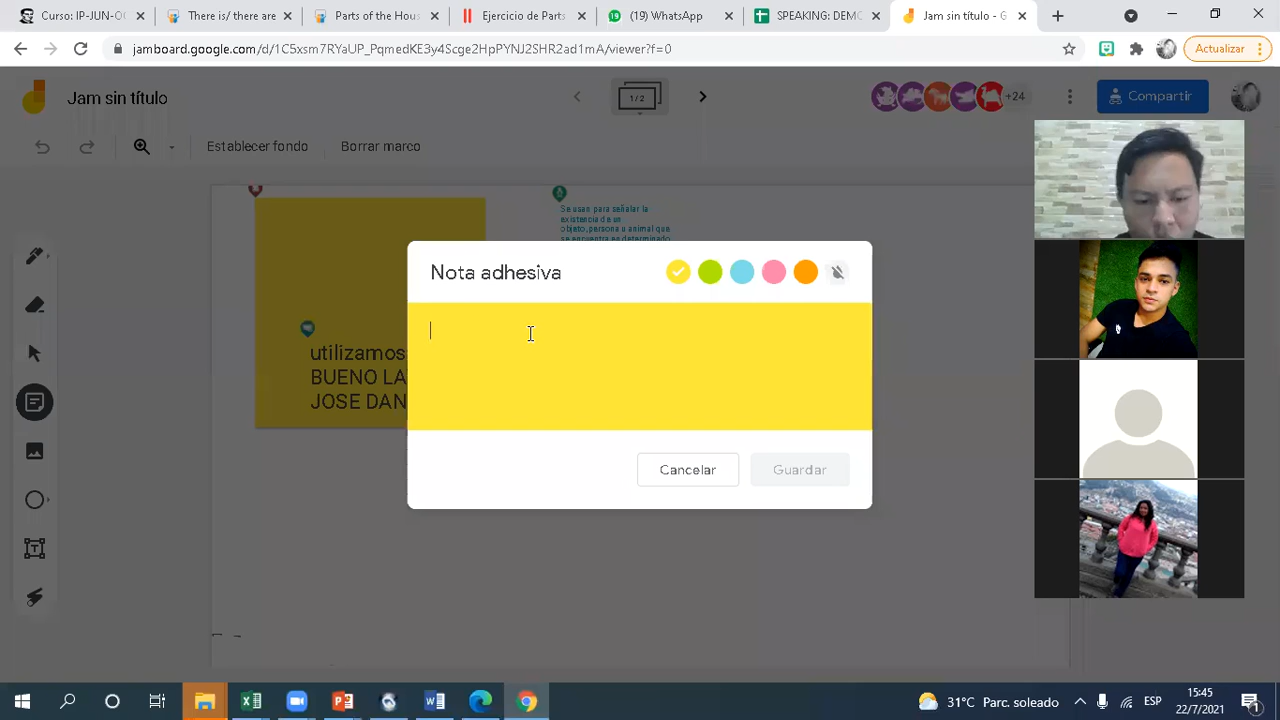 Curso: IP-JUN-O
There is/ there are
Parts of the Hous
Ejercicio de Parts
(19) WhatsApp
SPEAKING: DEMO
Jam sin título - G
jamboard.google.com/d/1C5xsm7RYaUP_PqmedKE3y4Scge2HpPYNJ2SHR2ad1mA/viewer?f=0
Actualizar
Jam sin título
1/2
+24
Compartir
Establecer fondo
Borrar marco
Se usan para señalar la
existencia de un
objeto,persona u animal que
se encuentra en determinado
utilizamos
BUENO LA
JOSE DAN
Nota adhesiva
Cancelar
Guardar
31°C Parc. soleado
ESP
15:45
22/7/2021
1